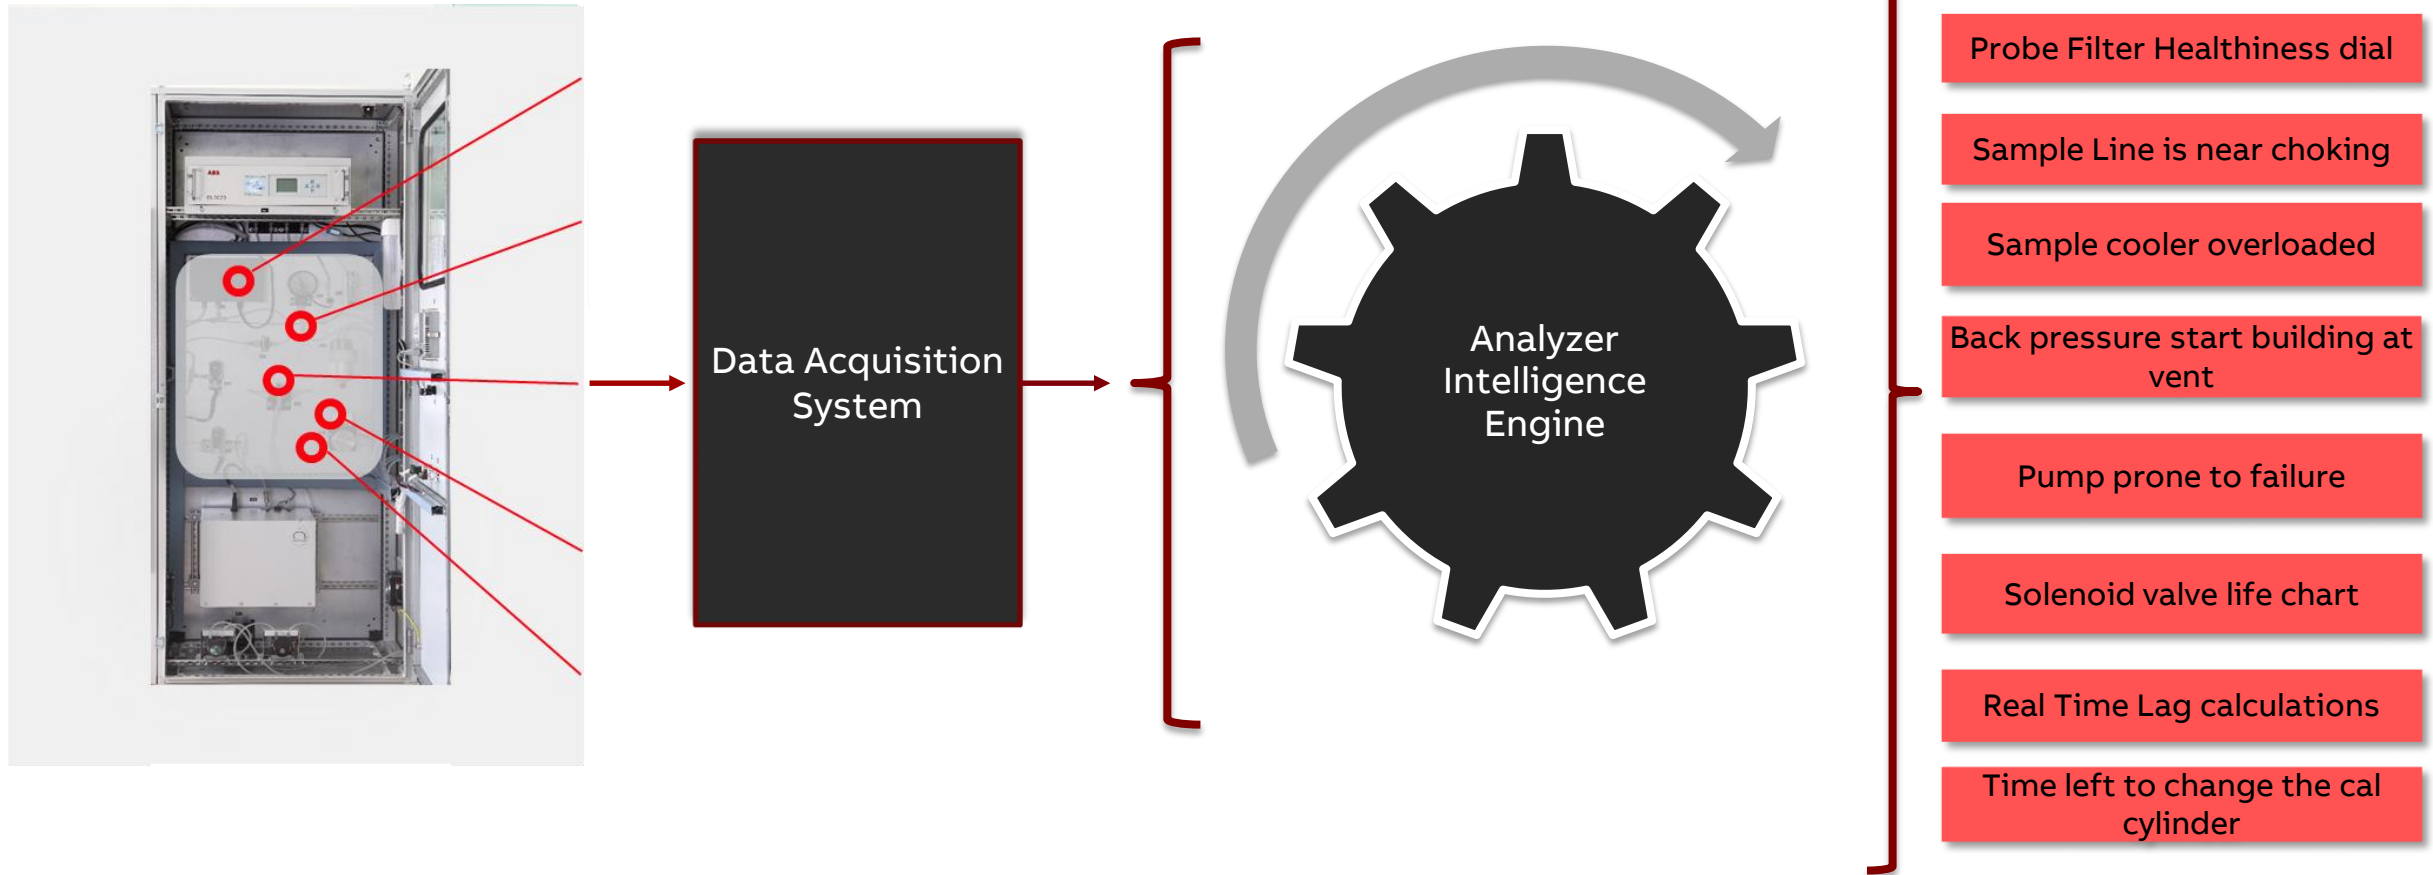 ABB
Data Acquisition
System
Analyzer
Intelligence
Engine
Probe Filter Healthiness dial
Sample Line is near choking
Sample cooler overloaded
Back pressure start building at
vent
Pump prone to failure
Solenoid valve life chart
Real Time Lag calculations
Time left to change the cal
cylinder